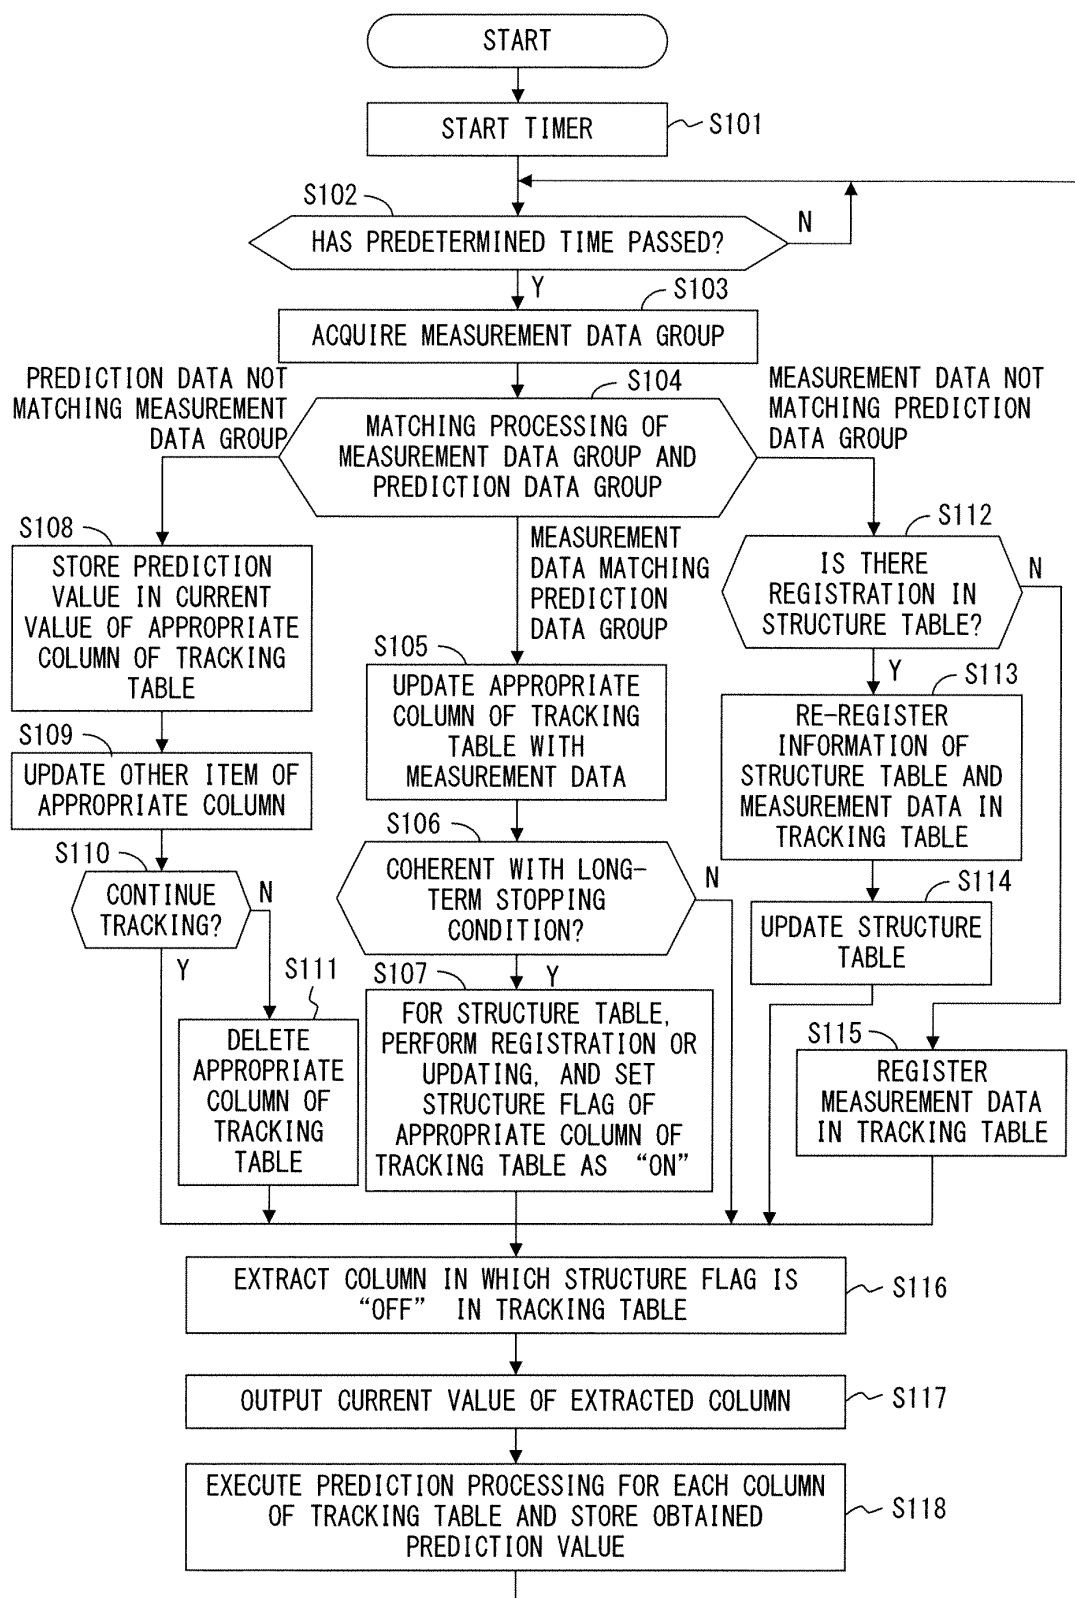 START
START TIMER
S101
S102
HAS PREDETERMINED TIME PASSED?
N
Y
S103
ACQUIRE MEASUREMENT DATA GROUP
PREDICTION DATA NOT
MATCHING MEASUREMENT
DATA GROUP
S104
MATCHING PROCESSING OF
MEASUREMENT DATA GROUP AND
PREDICTION DATA GROUP
MEASUREMENT DATA NOT
MATCHING PREDICTION
DATA GROUP
S108
STORE PREDICTION
VALUE IN CURRENT
VALUE OF APPROPRIATE
COLUMN OF TRACKING
TABLE
S109
UPDATE OTHER ITEM OF
APPROPRIATE COLUMN
S110
CONTINUE
TRACKING?
N
Y
S111
DELETE
APPROPRIATE
COLUMN OF
TRACKING
TABLE
MEASUREMENT
DATA MATCHING
PREDICTION
DATA GROUP
S105
UPDATE APPROPRIATE
COLUMN OF TRACKING
TABLE WITH
MEASUREMENT DATA
S106
COHERENT WITH LONG-
TERM STOPPING
CONDITION?
N
Y
S107
FOR STRUCTURE TABLE,
PERFORM REGISTRATION OR
UPDATING, AND SET
STRUCTURE FLAG OF
APPROPRIATE COLUMN OF
TRACKING TABLE AS “ON”
S112
IS THERE
REGISTRATION IN
STRUCTURE TABLE?
N
Y
S113
RE-REGISTER
INFORMATION OF
STRUCTURE TABLE AND
MEASUREMENT DATA IN
TRACKING TABLE
S114
UPDATE STRUCTURE
TABLE
S115
REGISTER
MEASUREMENT DATA
IN TRACKING TABLE
EXTRACT COLUMN IN WHICH STRUCTURE FLAG IS
“OFF” IN TRACKING TABLE
S116
OUTPUT CURRENT VALUE OF EXTRACTED COLUMN
S117
EXECUTE PREDICTION PROCESSING FOR EACH COLUMN
OF TRACKING TABLE AND STORE OBTAINED
PREDICTION VALUE
S118